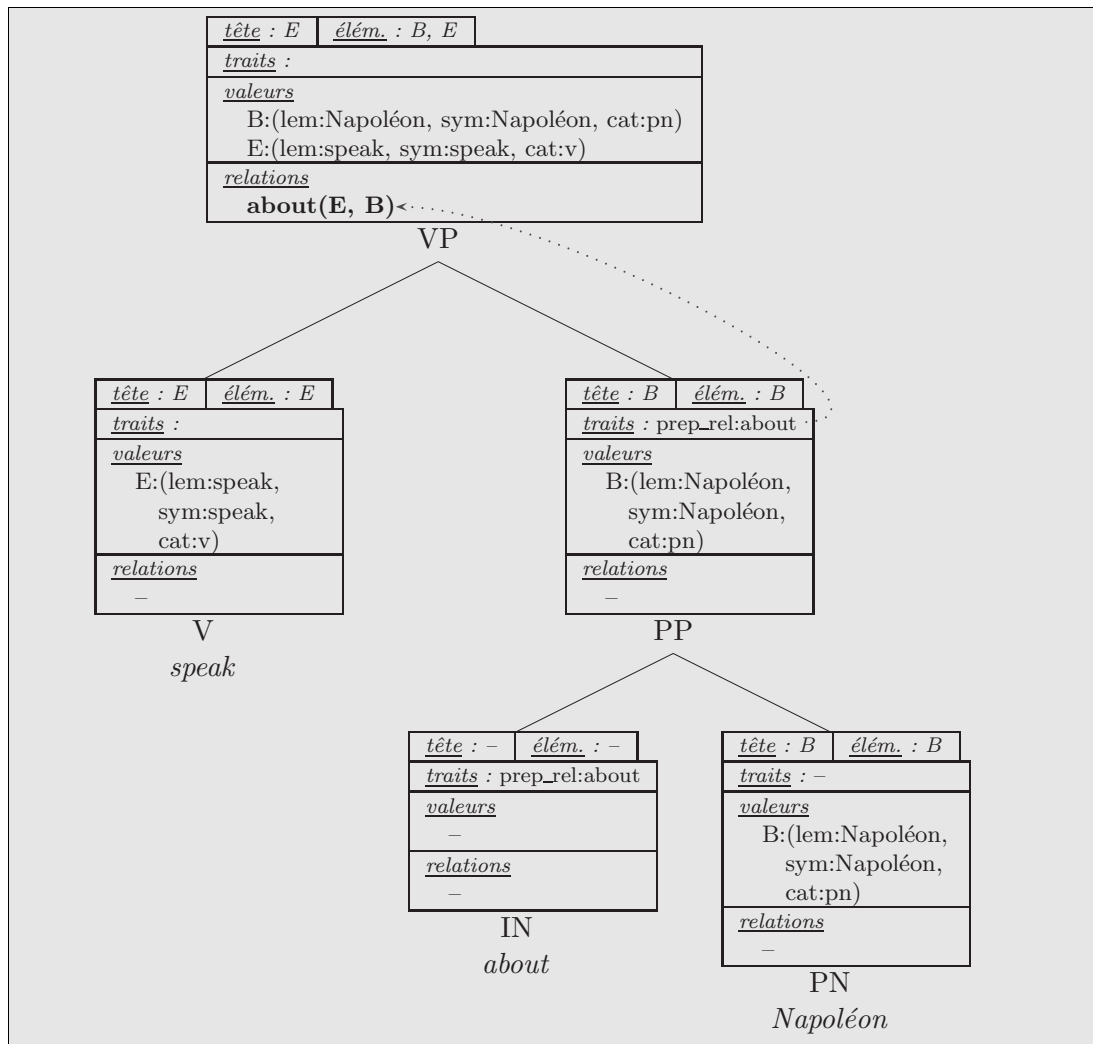 tête : E élém. : B, E
traits :
valeurs
B:(lem:Napoléon, sym:Napoléon, cat:pn)
E:(lem:speak, sym:speak, cat:v)
relations
about(E, B)
VP
tête : E élém. : E
traits :
valeurs
E:(lem:speak,
sym:speak,
cat:v)
relations
–
V
speak
tête : B élém. : B
traits : prep_rel:about
valeurs
B:(lem:Napoléon,
sym:Napoléon,
cat:pn)
relations
–
PP
tête : – élém. : –
traits : prep_rel:about
valeurs
–
relations
–
IN
about
tête : B élém. : B
traits : –
valeurs
B:(lem:Napoléon,
sym:Napoléon,
cat:pn)
relations
–
PN
Napoléon